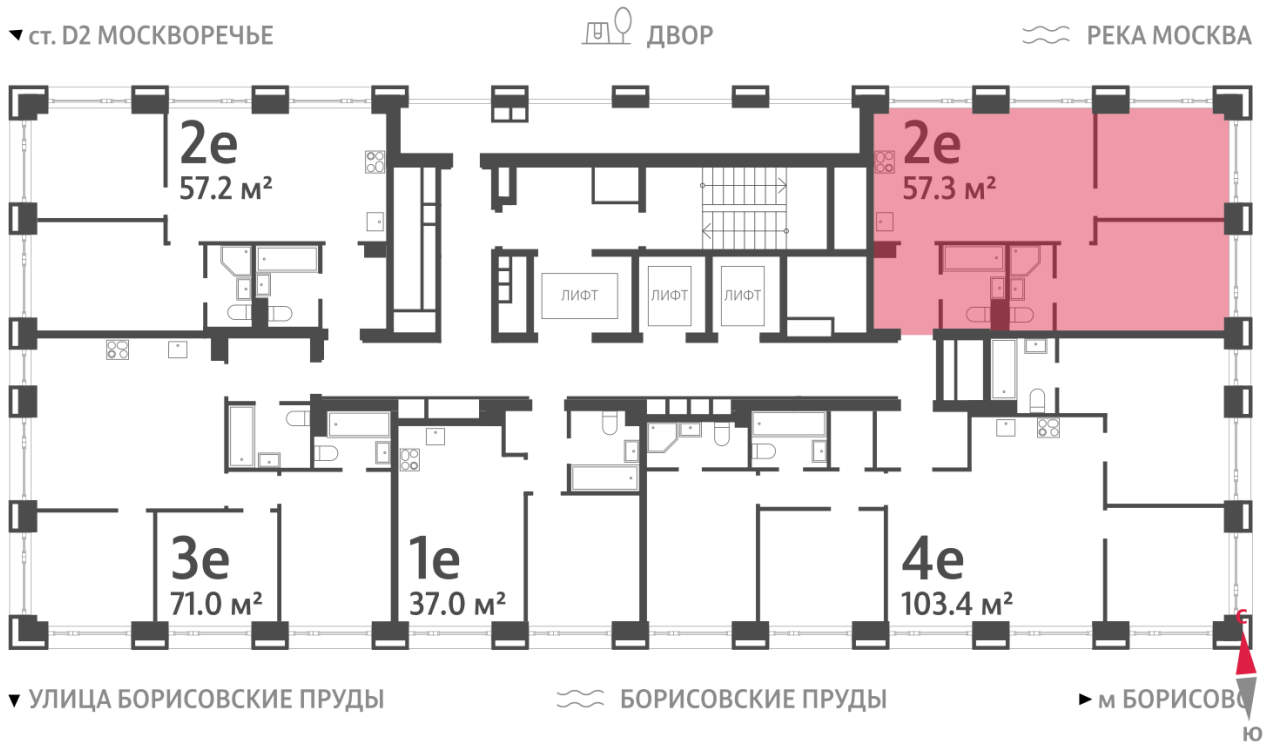 ст. D2 МОСКВОРЕЧЬЕ
ДВОР
РЕКА МОСКВА
2е
57.2 м²
2е
57.3 м²
ЛИФТ
ЛИФТ
ЛИФТ
3е
71.0 м²
1е
37.0 м²
4е
103.4 м²
С
УЛИЦА БОРИСОВСКИЕ ПРУДЫ
БОРИСОВСКИЕ ПРУДЫ
м БОРИСОВО
Ю